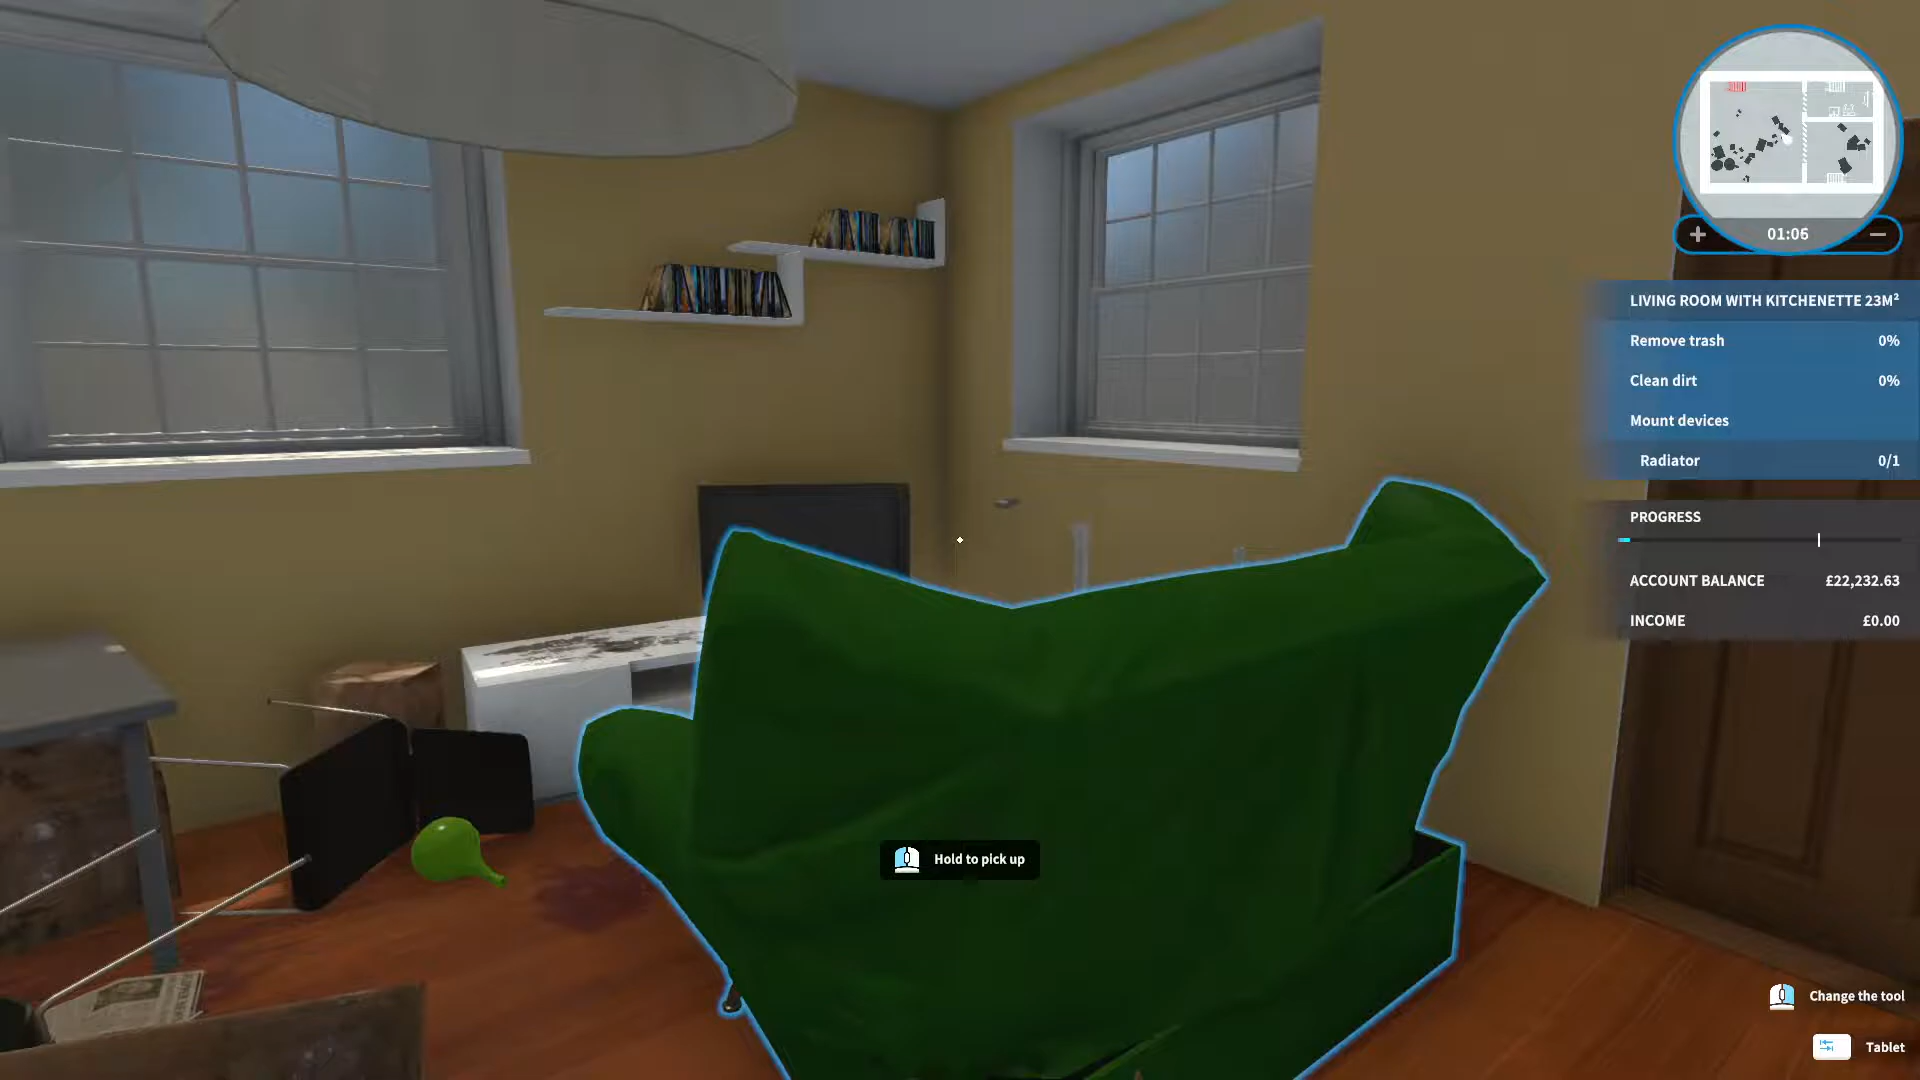 01:06
LIVING ROOM WITH KITCHENETTE 23M²
Remove trash 0%
Clean dirt 0%
Mount devices
Radiator 0/1
PROGRESS
ACCOUNT BALANCE £22,232.63
INCOME £0.00
Hold to pick up
Change the tool
Tablet